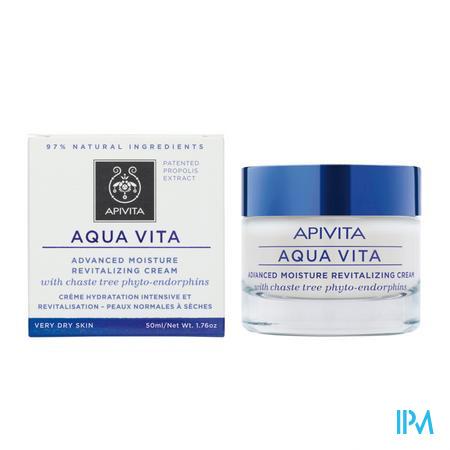 97% NATURAL INGREDIENTS
PATENTED
PROPOLIS
EXTRACT
APIVITA
AQUA VITA
ADVANCED MOISTURE
REVITALIZING CREAM
with chaste tree phyto-endorphins
CRÈME HYDRATATION INTENSIVE ET
REVITALISATION – PEAUX NORMALES À SÈCHES
VERY DRY SKIN 50ml/Net Wt. 1.76oz
APIVITA
AQUA VITA
ADVANCED MOISTURE REVITALIZING CREAM
with chaste tree phyto-endorphins
IPM